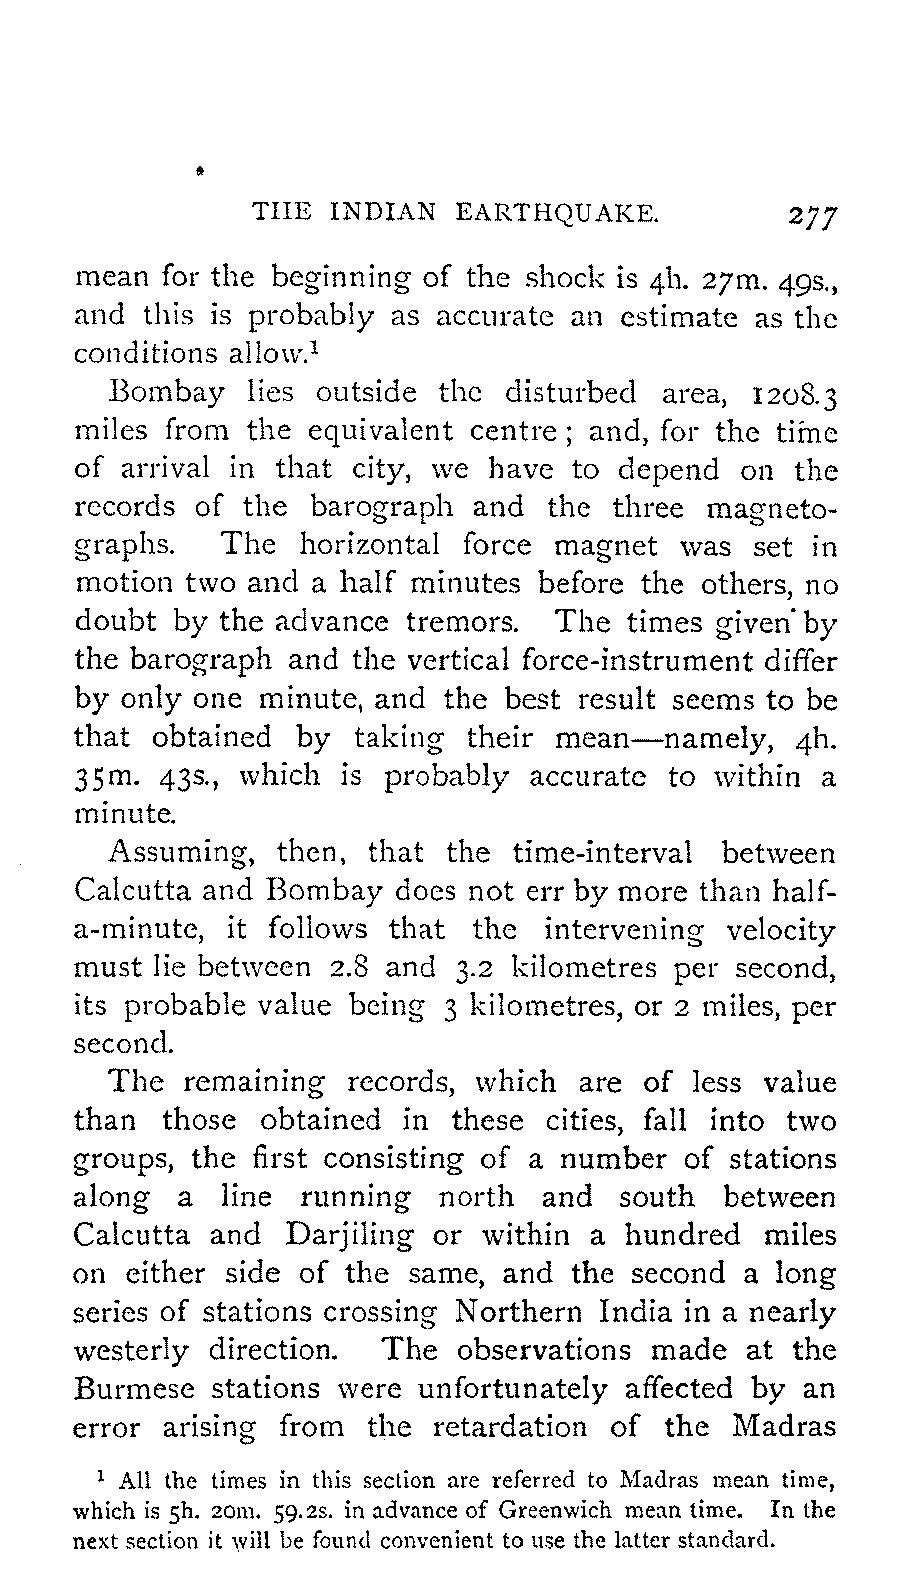 THE INDIAN EARTHQUAKE. 277
mean for the beginning of the shock is 4h. 27m. 49s.,
and this is probably as accurate an estimate as the
conditions allow.¹
Bombay lies outside the disturbed area, 1208.3
miles from the equivalent centre; and, for the time
of arrival in that city, we have to depend on the
records of the barograph and the three magneto-
graphs. The horizontal force magnet was set in
motion two and a half minutes before the others, no
doubt by the advance tremors. The times given by
the barograph and the vertical force-instrument differ
by only one minute, and the best result seems to be
that obtained by taking their mean—namely, 4h.
35m. 43s., which is probably accurate to within a
minute.
Assuming, then, that the time-interval between
Calcutta and Bombay does not err by more than half-
a-minute, it follows that the intervening velocity
must lie between 2.8 and 3.2 kilometres per second,
its probable value being 3 kilometres, or 2 miles, per
second.
The remaining records, which are of less value
than those obtained in these cities, fall into two
groups, the first consisting of a number of stations
along a line running north and south between
Calcutta and Darjiling or within a hundred miles
on either side of the same, and the second a long
series of stations crossing Northern India in a nearly
westerly direction. The observations made at the
Burmese stations were unfortunately affected by an
error arising from the retardation of the Madras
¹ All the times in this section are referred to Madras mean time,
which is 5h. 20m. 59.2s. in advance of Greenwich mean time. In the
next section it will be found convenient to use the latter standard.